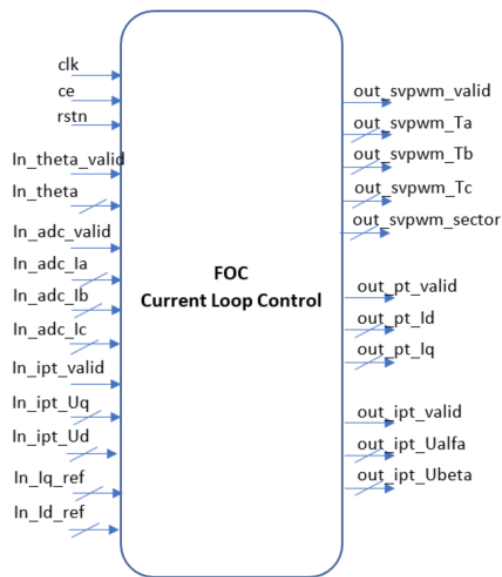 clk
ce
rstn
In_theta_valid
In_theta
In_adc_valid
In_adc_Ia
In_adc_Ib
In_adc_Ic
In_ipt_valid
In_ipt_Uq
In_ipt_Ud
In_Iq_ref
In_Id_ref
FOC
Current Loop Control
out_svpwm_valid
out_svpwm_Ta
out_svpwm_Tb
out_svpwm_Tc
out_svpwm_sector
out_pt_valid
out_pt_Id
out_pt_Iq
out_ipt_valid
out_ipt_Ualfa
out_ipt_Ubeta